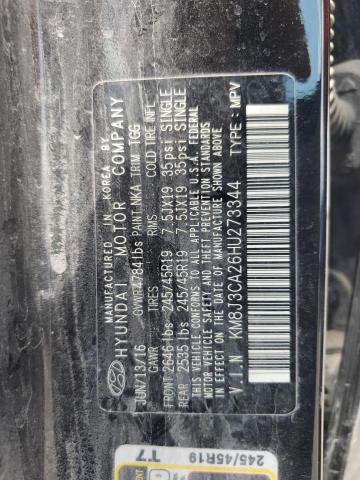 MANUFACTURED BY
IN KOREA BY
HYUNDAI MOTOR COMPANY
JUN/13/16 GVWR 4784 lbs PAINT NKA TRIM TGG
GAWR TIRES RIMS COLD TIRE INFL
FRONT 2646 lbs 245/45R19 7.5JX19 35psi SINGLE
REAR 2535 lbs 245/45R19 7.5JX19 35psi SINGLE
THIS VEHICLE CONFORMS TO ALL APPLICABLE U.S.A. FEDERAL
MOTOR VEHICLE SAFETY AND THEFT PREVENTION STANDARDS
IN EFFECT ON THE DATE OF MANUFACTURE SHOWN ABOVE.
V.I.N : KM8J3CA26HU273344 TYPE : MPV
245/45R19
T7